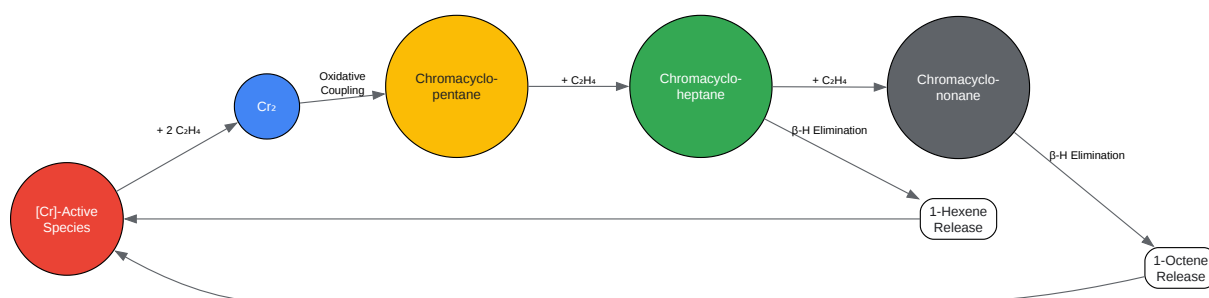 Chromacyclo-
pentane
Chromacyclo-
heptane
Chromacyclo-
nonane
Oxidative
Coupling
+ C₂H₄
+ C₂H₄
Cr₂
+ 2 C₂H₄
β-H Elimination
β-H Elimination
[Cr]-Active
Species
1-Hexene
Release
1-Octene
Release